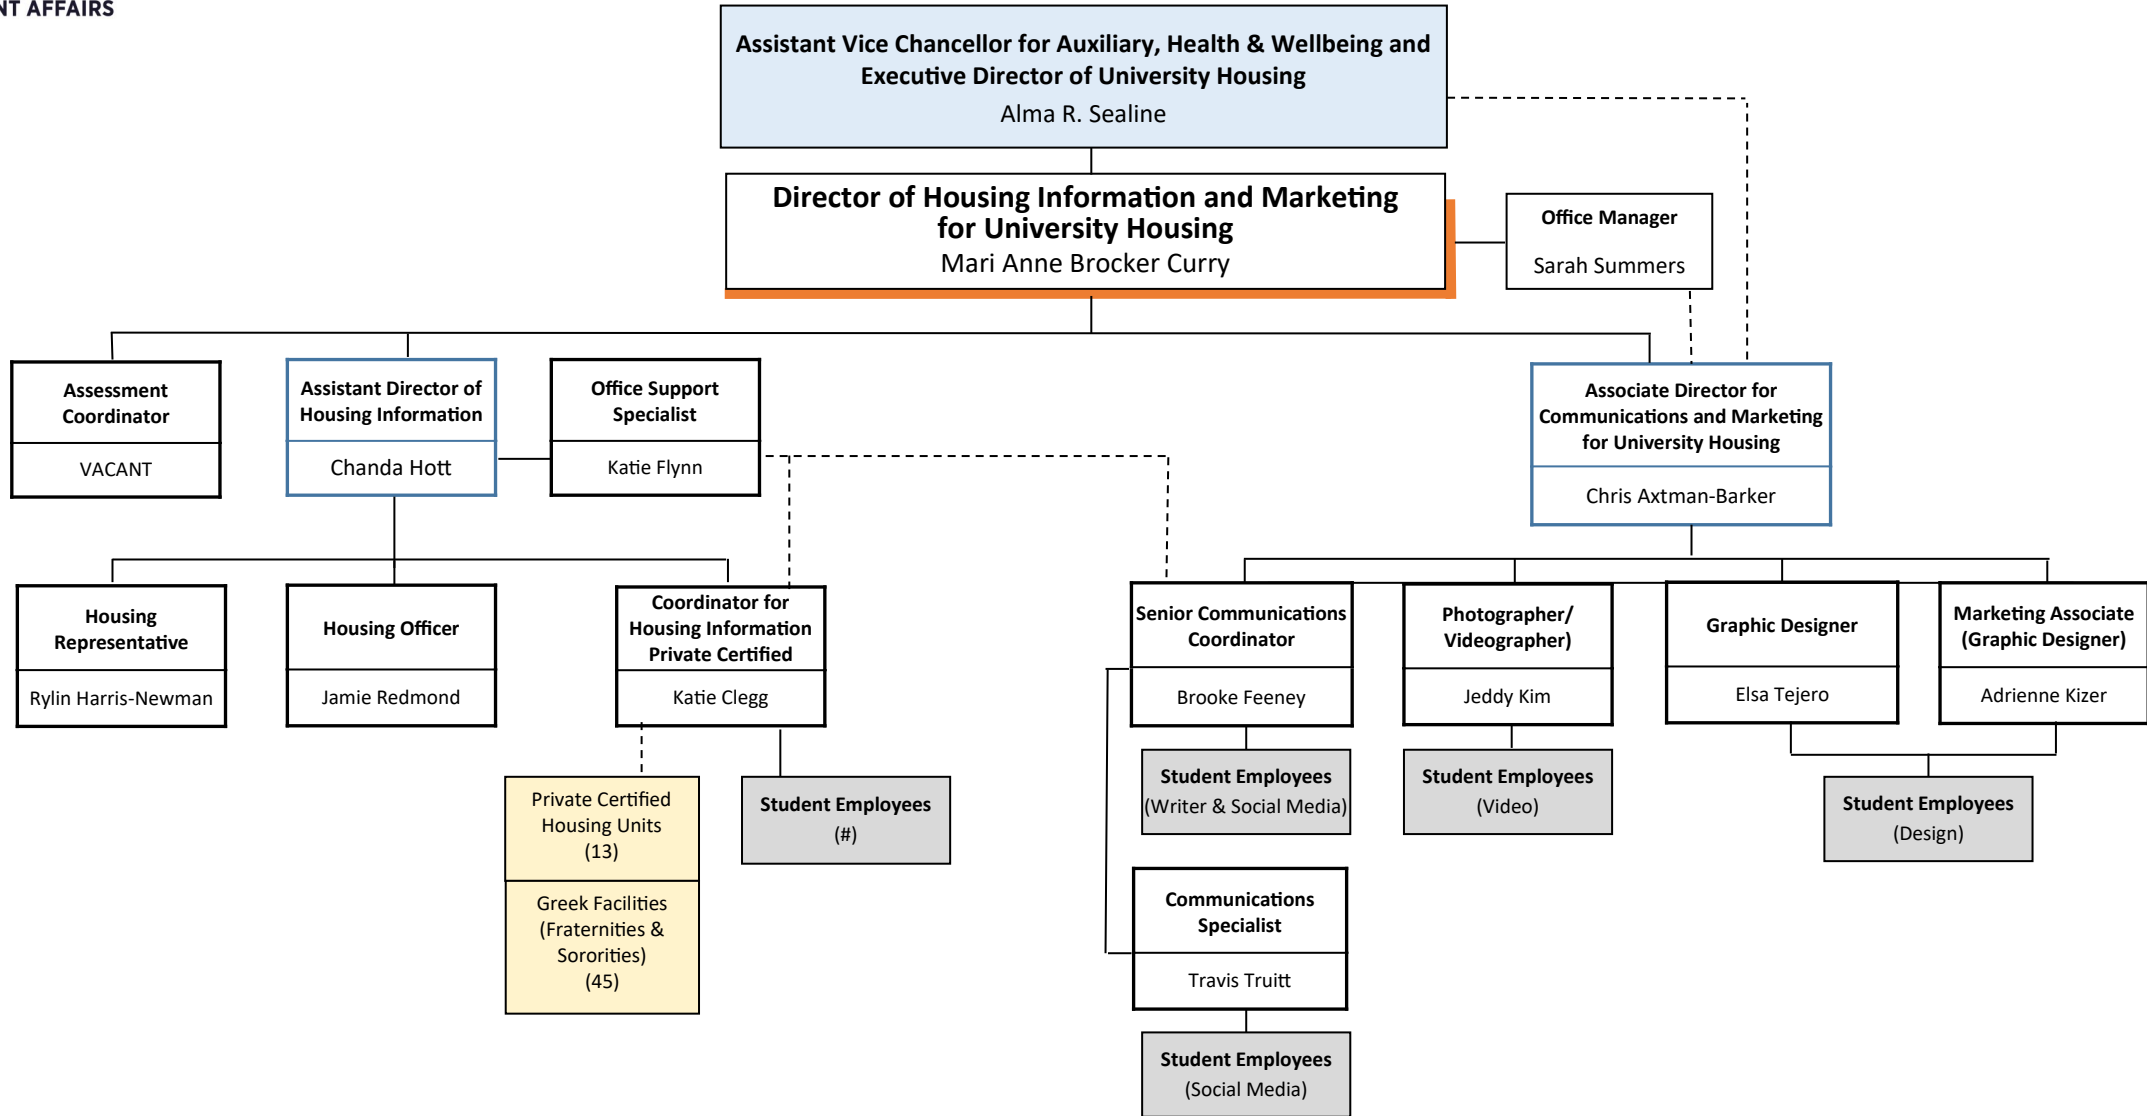 AFFAIRS
Assistant Vice Chancellor for Auxiliary, Health & Wellbeing and
Executive Director of University Housing
Alma R. Sealine
Director of Housing Information and Marketing
for University Housing
Mari Anne Brocker Curry
Office Manager
Sarah Summers
Assessment
Coordinator
VACANT
Assistant Director of
Housing Information
Chanda Hott
Office Support
Specialist
Katie Flynn
Associate Director for
Communications and Marketing
for University Housing
Chris Axtman-Barker
Housing
Representative
Rylin Harris-Newman
Housing Officer
Jamie Redmond
Coordinator for
Housing Information
Private Certified
Katie Clegg
Senior Communications
Coordinator
Brooke Feeney
Photographer/
Videographer)
Jeddy Kim
Graphic Designer
Elsa Tejero
Marketing Associate
(Graphic Designer)
Adrienne Kizer
Private Certified
Housing Units
(13)
Greek Facilities
(Fraternities &
Sororities)
(45)
Student Employees
(#)
Student Employees
(Writer & Social Media)
Student Employees
(Video)
Student Employees
(Design)
Communications
Specialist
Travis Truitt
Student Employees
(Social Media)